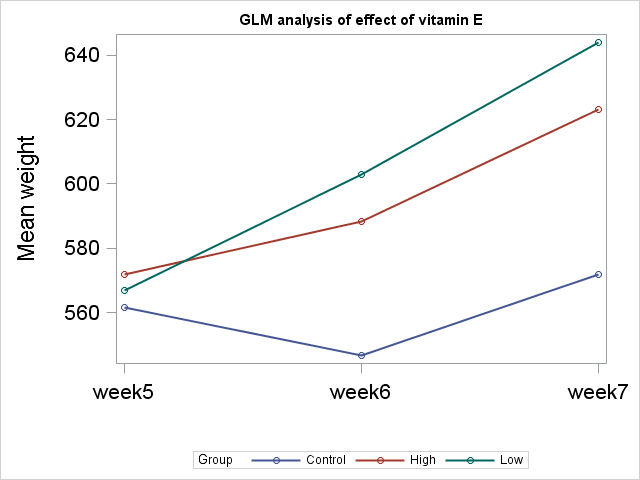 GLM analysis of effect of vitamin E
Mean weight
640
620
600
580
560
week5 week6 week7
Group Control High Low